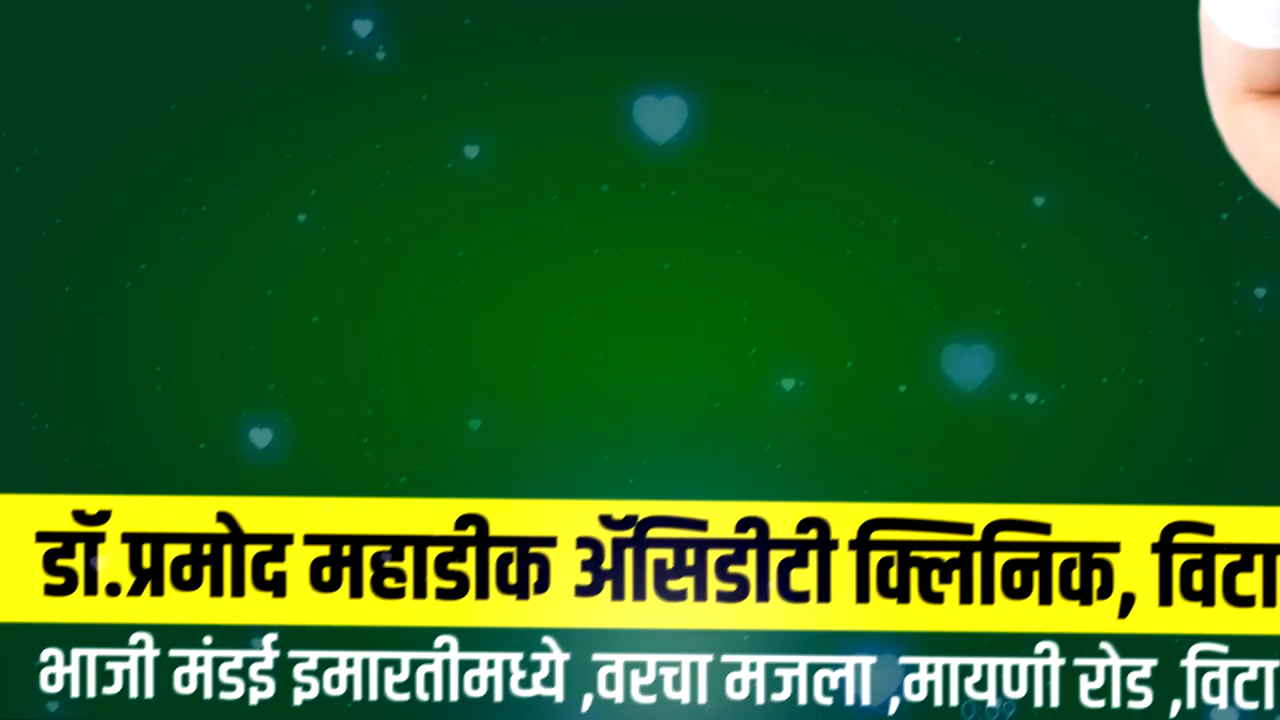 डॉ.प्रमोद महाडीक ॲसिडीटी क्लिनिक, विटा
भाजी मंडई इमारतीमध्ये ,वरचा मजला ,मायणी रोड ,विटा